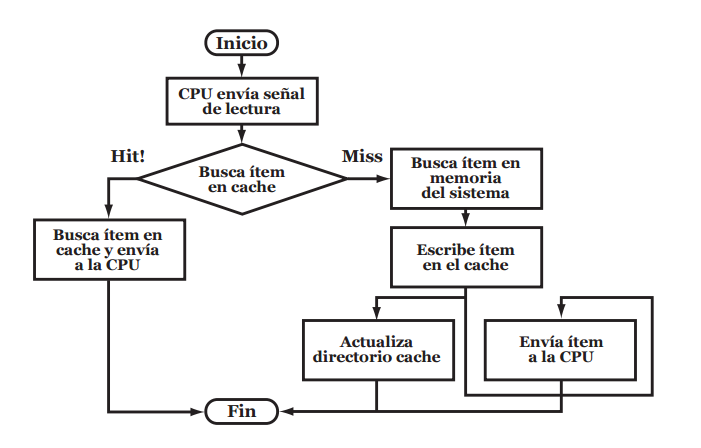 Inicio
CPU envía señal
de lectura
Hit!
Miss
Busca ítem
en cache
Busca ítem en
memoria
del sistema
Busca ítem en
cache y envía
a la CPU
Escribe ítem
en el cache
Actualiza
directorio cache
Envía ítem
a la CPU
Fin